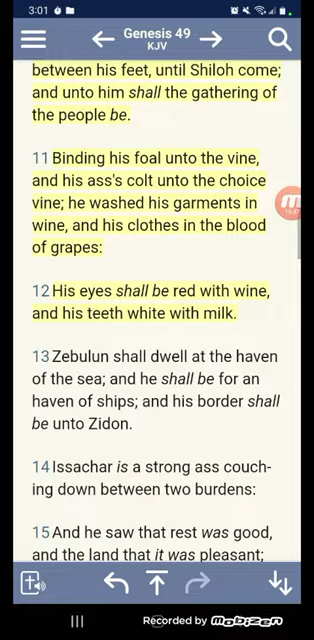 3:01
Genesis 49
KJV
between his feet, until Shiloh come;
and unto him shall the gathering of
the people be.
11 Binding his foal unto the vine,
and his ass's colt unto the choice
vine; he washed his garments in
wine, and his clothes in the blood
of grapes:
12 His eyes shall be red with wine,
and his teeth white with milk.
13 Zebulun shall dwell at the haven
of the sea; and he shall be for an
haven of ships; and his border shall
be unto Zidon.
14 Issachar is a strong ass couch-
ing down between two burdens:
15 And he saw that rest was good,
and the land that it was pleasant;
Recorded by mobizen